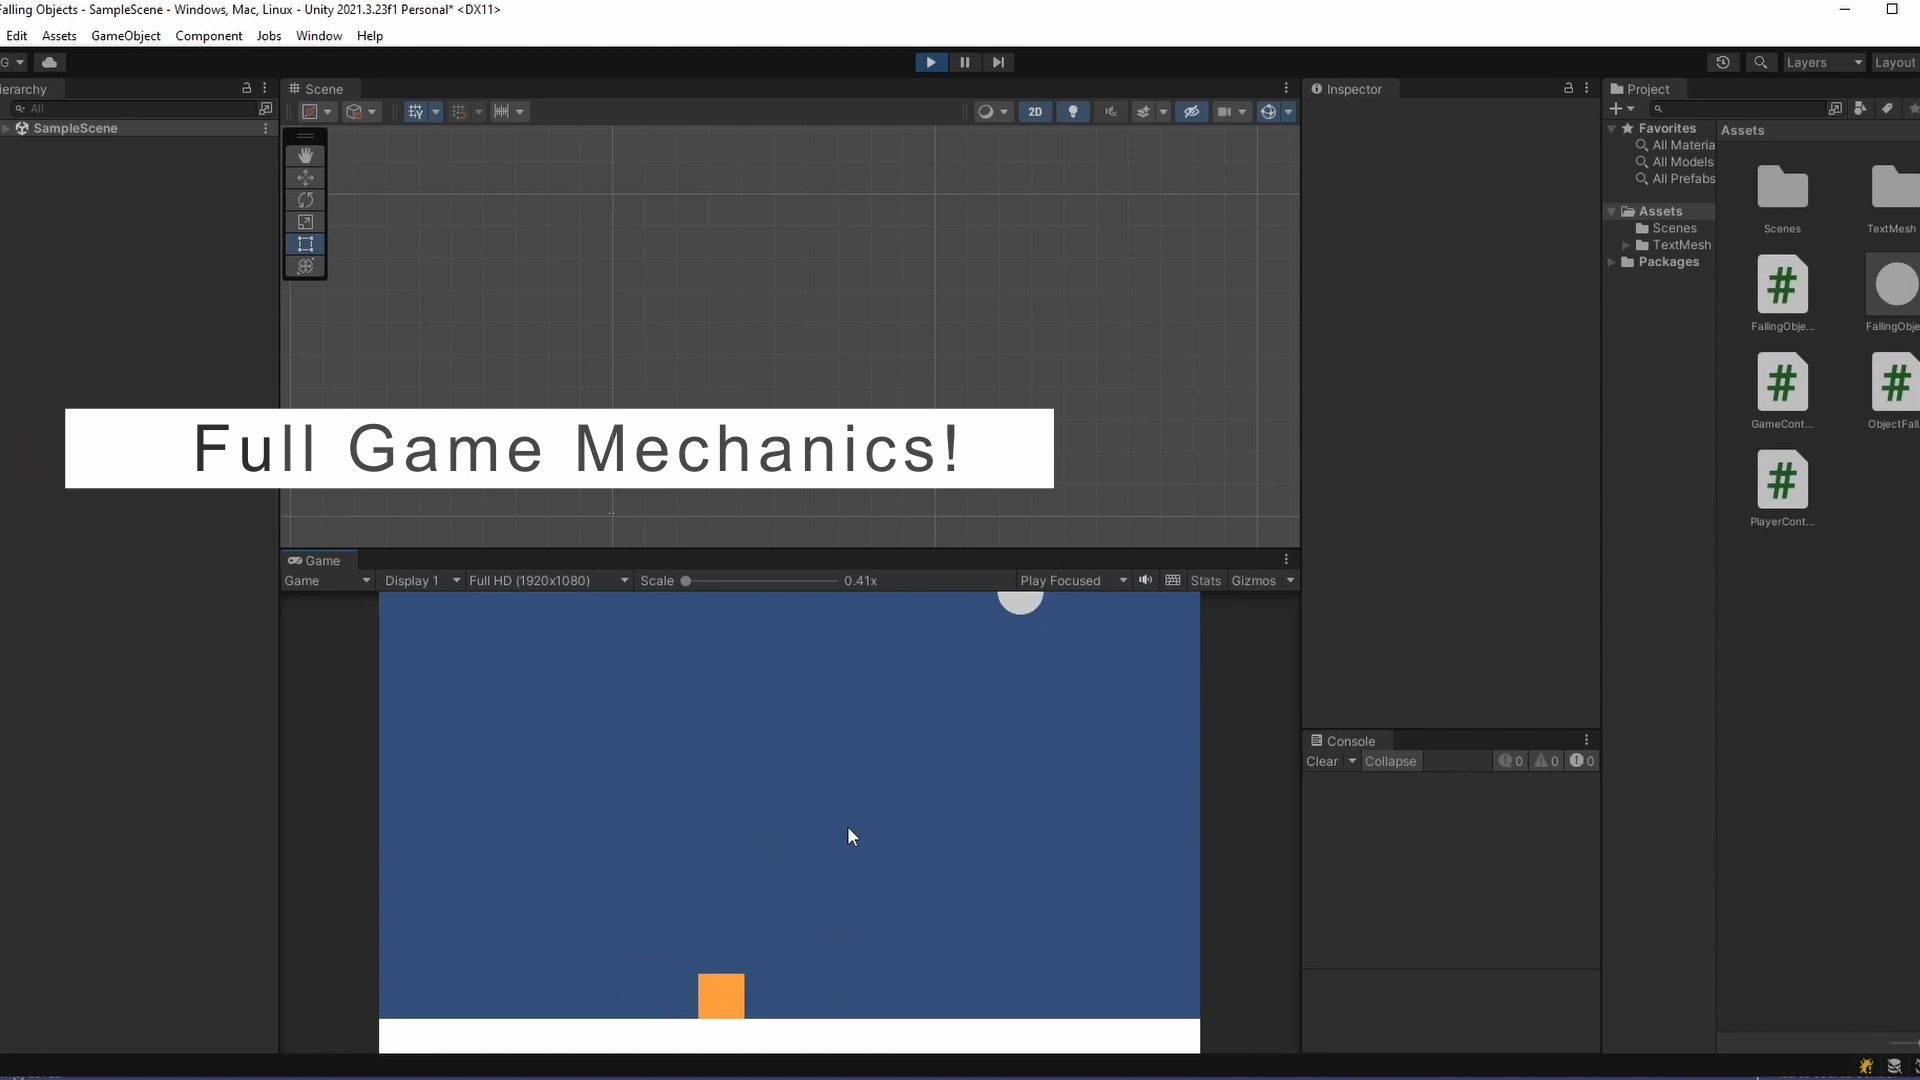 Falling Objects - SampleScene - Windows, Mac, Linux - Unity 2021.3.23f1 Personal* <DX11>
Edit Assets GameObject Component Jobs Window Help
G
Layers
Layout
erarchy
All
SampleScene
Scene
2D
Full Game Mechanics!
Game
Game Display 1 Full HD (1920x1080) Scale 0.41x Play Focused Stats Gizmos
Inspector
Console
Clear Collapse 0 0 0
Project
Favorites
All Materia
All Models
All Prefabs
Assets
Scenes
TextMesh
Packages
Assets
Scenes
TextMesh
FallingObje...
FallingObje
GameCont...
ObjectFall
PlayerCont...